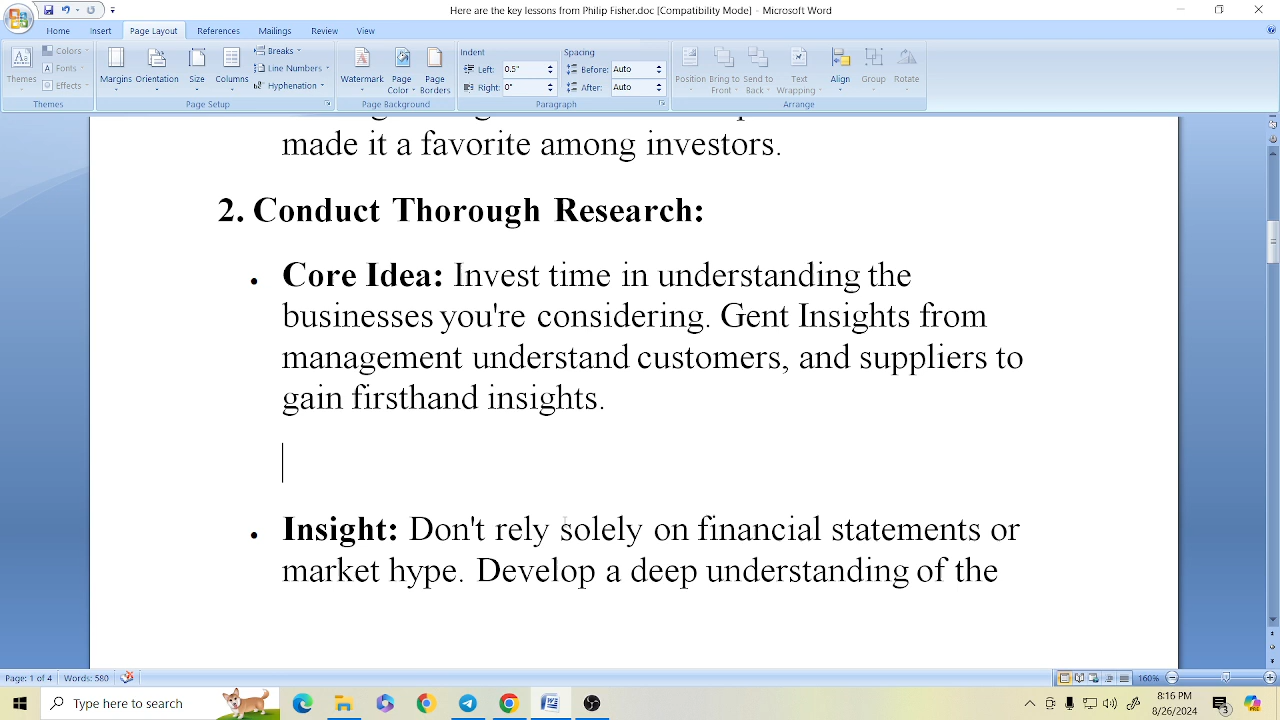 Here are the key lessons from Philip Fisher.doc [Compatibility Mode] - Microsoft Word
Home Insert Page Layout References Mailings Review View
Themes Colors Fonts Effects Themes
Margins Orientation Size Columns Breaks Line Numbers Hyphenation Page Setup
Watermark Page Color Page Borders Page Background
Indent Left: 0.5" Right: 0" Spacing Before: Auto After: Auto Paragraph
Position Bring to Front Send to Back Text Wrapping Align Group Rotate Arrange
made it a favorite among investors.
2. Conduct Thorough Research:
• Core Idea: Invest time in understanding the
businesses you're considering. Gent Insights from
management understand customers, and suppliers to
gain firsthand insights.
• Insight: Don't rely solely on financial statements or
market hype. Develop a deep understanding of the
Page: 1 of 4 Words: 580 160%
Type here to search
8:16 PM
8/26/2024